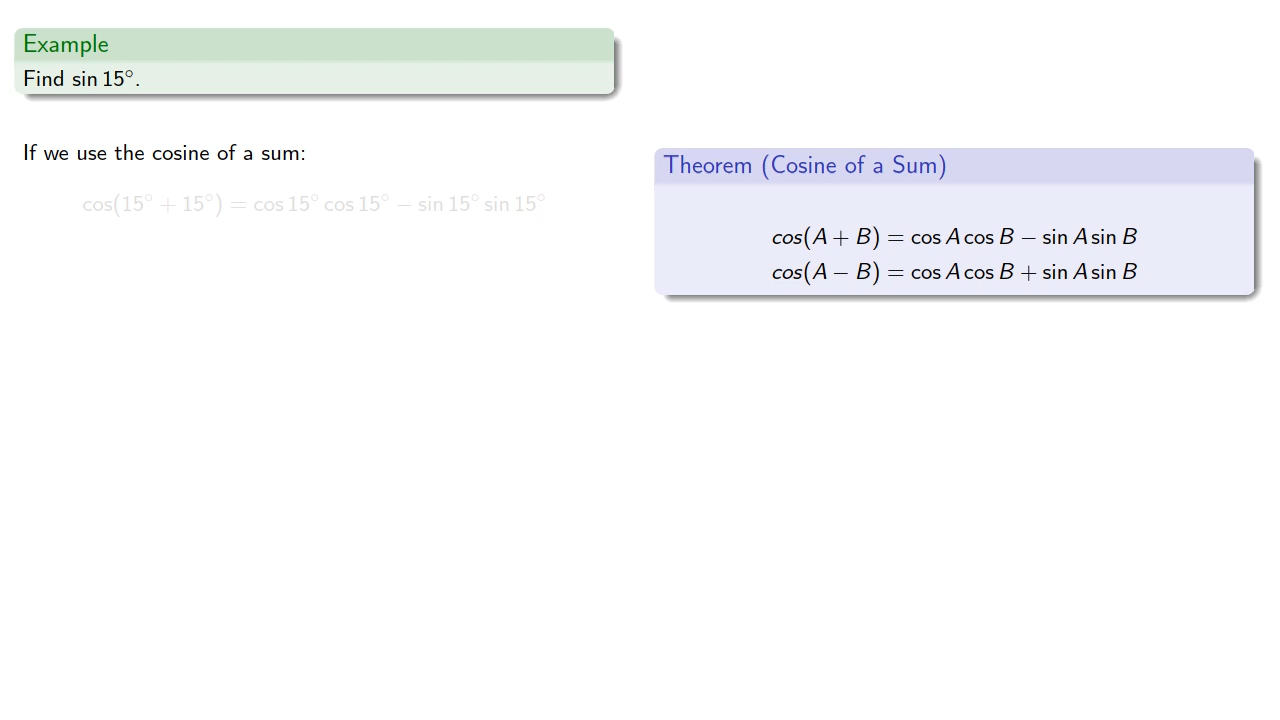 Example
Find sin 15°.
If we use the cosine of a sum:
cos(15° + 15°) = cos 15° cos 15° − sin 15° sin 15°
Theorem (Cosine of a Sum)
cos(A + B) = cos A cos B − sin A sin B
cos(A − B) = cos A cos B + sin A sin B